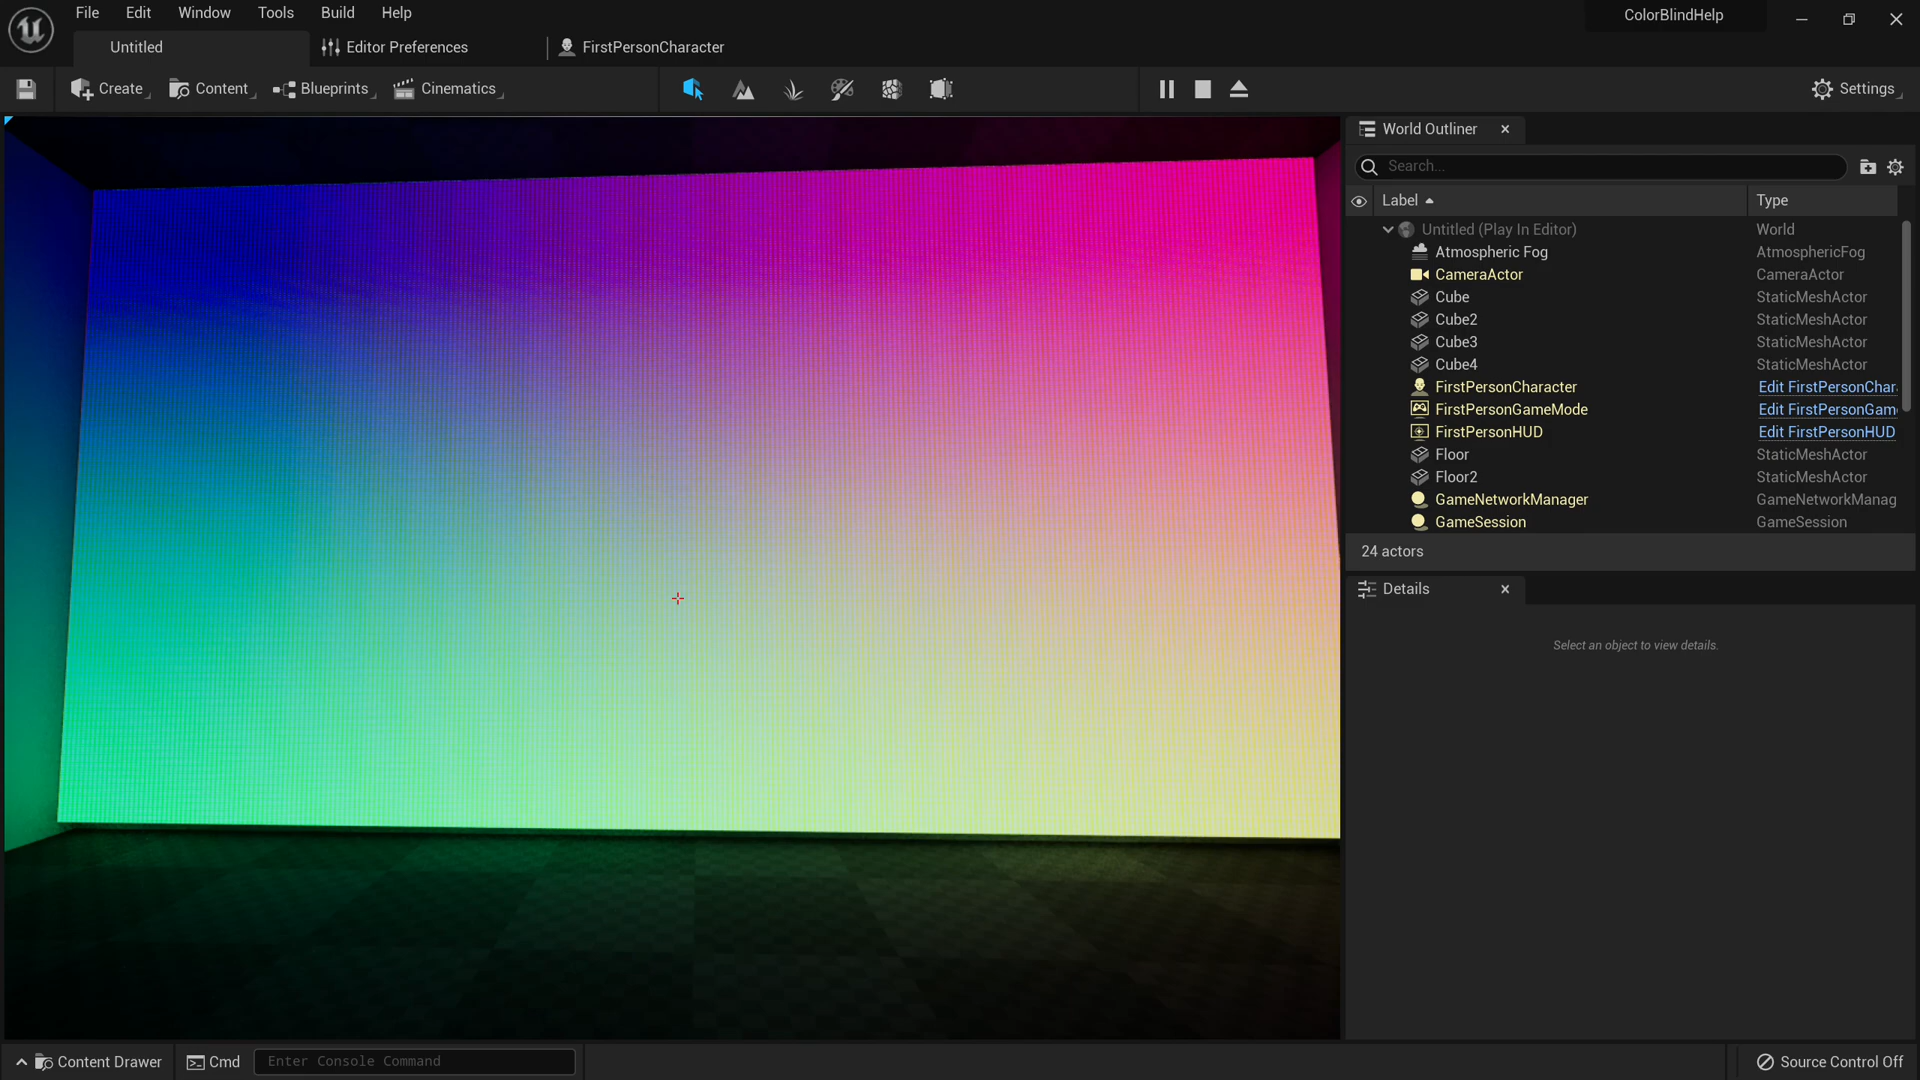 File Edit Window Tools Build Help
ColorBlindHelp
Untitled Editor Preferences FirstPersonCharacter
Create Content Blueprints Cinematics
Settings
World Outliner
Search...
Label Type
Untitled (Play In Editor) World
Atmospheric Fog AtmosphericFog
CameraActor CameraActor
Cube StaticMeshActor
Cube2 StaticMeshActor
Cube3 StaticMeshActor
Cube4 StaticMeshActor
FirstPersonCharacter Edit FirstPersonChar
FirstPersonGameMode Edit FirstPersonGam
FirstPersonHUD Edit FirstPersonHUD
Floor StaticMeshActor
Floor2 StaticMeshActor
GameNetworkManager GameNetworkManag
GameSession GameSession
24 actors
Details
Select an object to view details.
Content Drawer Cmd Enter Console Command
Source Control Off